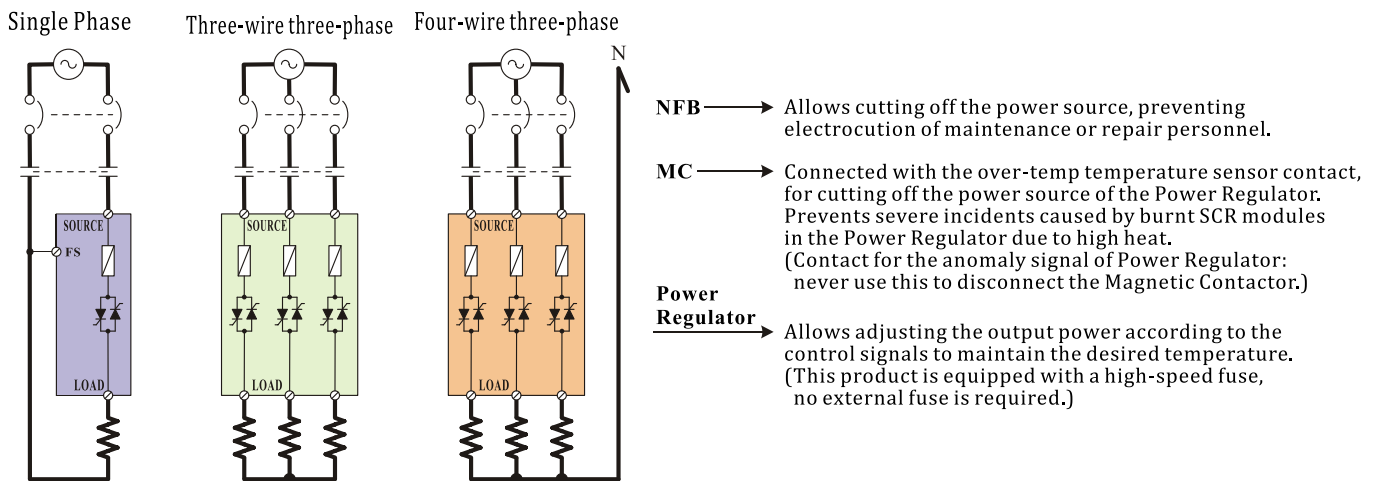 Single Phase
Three-wire three-phase
Four-wire three-phase
N
SOURCE
FS
LOAD
SOURCE
LOAD
SOURCE
LOAD
NFB
Allows cutting off the power source, preventing
electrocution of maintenance or repair personnel.
MC
Connected with the over-temp temperature sensor contact,
for cutting off the power source of the Power Regulator.
Prevents severe incidents caused by burnt SCR modules
in the Power Regulator due to high heat.
(Contact for the anomaly signal of Power Regulator:
never use this to disconnect the Magnetic Contactor.)
Power
Regulator
Allows adjusting the output power according to the
control signals to maintain the desired temperature.
(This product is equipped with a high-speed fuse,
no external fuse is required.)